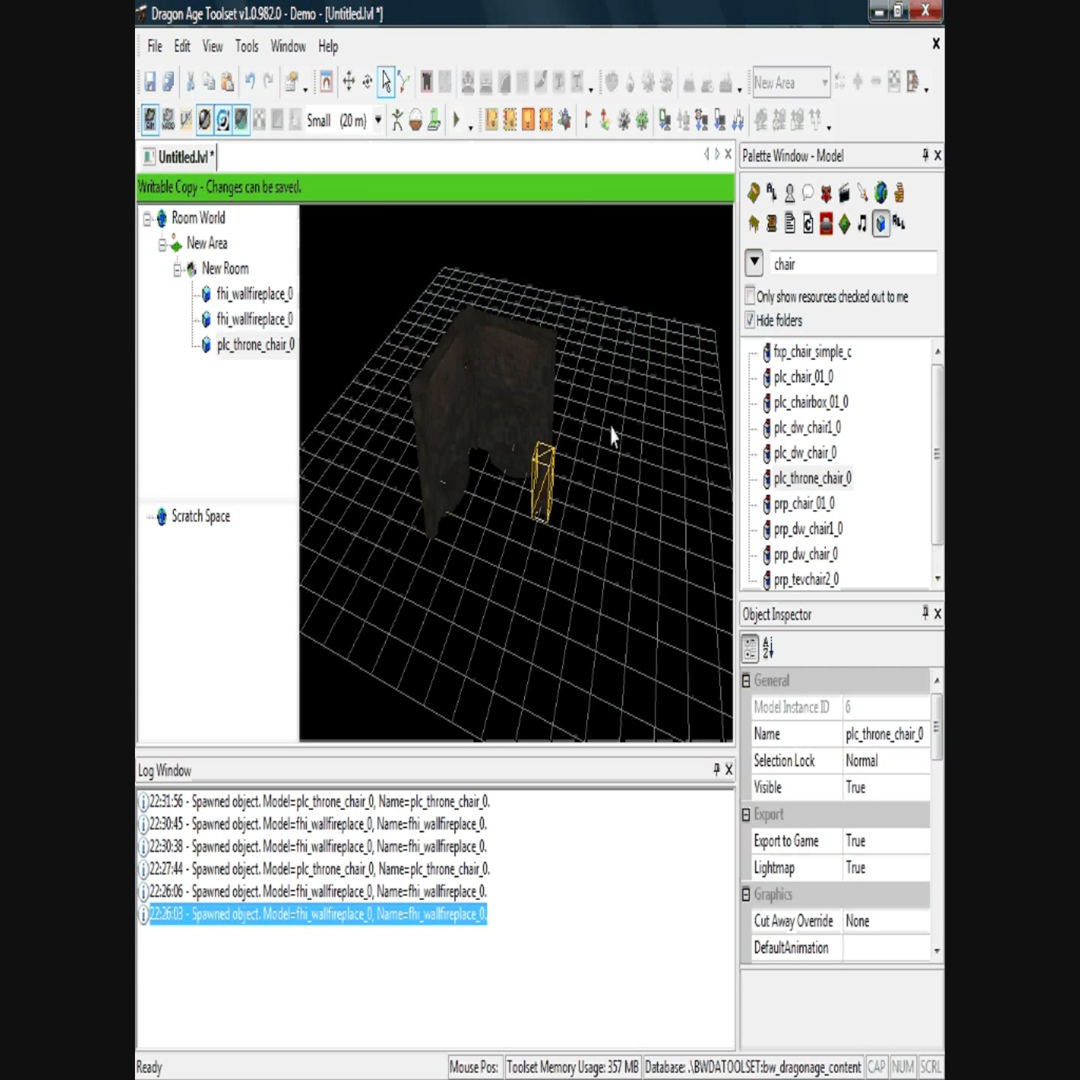 Dragon Age Toolset v1.0.982.0 - Demo - [Untitled.lvl *]
File Edit View Tools Window Help
New Area
Small (20 m)
Untitled.lvl *
Writable Copy - Changes can be saved.
Room World
New Area
New Room
fhi_wallfireplace_0
fhi_wallfireplace_0
plc_throne_chair_0
Scratch Space
Palette Window - Model
chair
Only show resources checked out to me
Hide folders
fxp_chair_simple_c
plc_chair_01_0
plc_chairbox_01_0
plc_dw_chair1_0
plc_dw_chair_0
plc_throne_chair_0
prp_chair_01_0
prp_dw_chair1_0
prp_dw_chair_0
prp_tevchair2_0
Object Inspector
General
Model Instance ID 6
Name plc_throne_chair_0
Selection Lock Normal
Visible True
Export
Export to Game True
Lightmap True
Graphics
Cut Away Override None
DefaultAnimation
Log Window
22:31:56 - Spawned object. Model=plc_throne_chair_0, Name=plc_throne_chair_0.
22:30:45 - Spawned object. Model=fhi_wallfireplace_0, Name=fhi_wallfireplace_0.
22:30:38 - Spawned object. Model=fhi_wallfireplace_0, Name=fhi_wallfireplace_0.
22:27:44 - Spawned object. Model=plc_throne_chair_0, Name=plc_throne_chair_0.
22:26:06 - Spawned object. Model=fhi_wallfireplace_0, Name=fhi_wallfireplace_0.
22:26:03 - Spawned object. Model=fhi_wallfireplace_0, Name=fhi_wallfireplace_0.
Ready Mouse Pos: Toolset Memory Usage: 357 MB Database: .\BWDATOOLSET:bw_dragonage_content CAP NUM SCRL